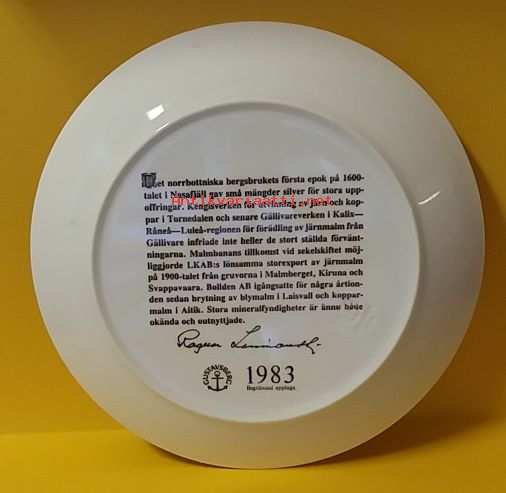 Det norrbottniska bergsbrukets första epok på 1600-
talet i Nasafjäll gav små mängder silver för stora upp-
offringar. Kengisverken för utvinning av järn och kop-
par i Tornedalen och senare Gällivareverken i Kalix—
Råneå—Luleå-regionen för förädling av järnmalm från
Gällivare infriade inte heller de stort ställda förvänt-
ningarna. Malmbanans tillkomst vid sekelskiftet möj-
liggjorde LKAB:s lönsamma storexport av järnmalm
på 1900-talet från gruvorna i Malmberget, Kiruna och
Svappavaara. Boliden AB igångsatte för några årtion-
den sedan brytning av blymalm i Laisvall och koppar-
malm i Aitik. Stora mineralfyndigheter är ännu både
okända och outnyttjade.
Ragnar
GUSTAVSBERG
1983
Begränsad upplaga.
Antikvariaatti.net